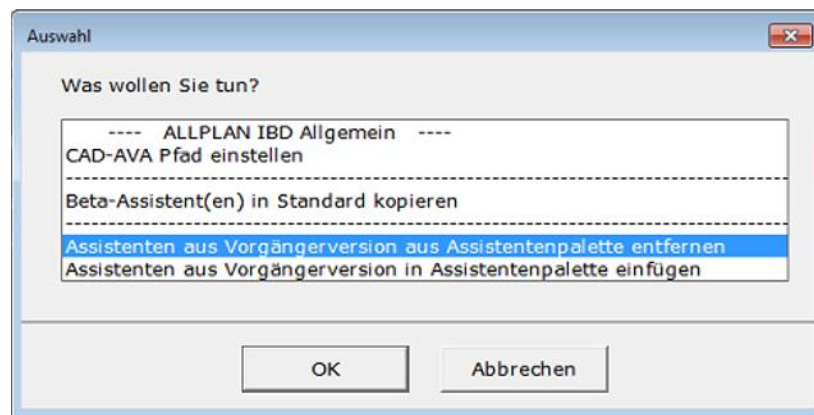 Auswahl
Was wollen Sie tun?
---- ALLPLAN IBD Allgemein ----
CAD-AVA Pfad einstellen
Beta-Assistent(en) in Standard kopieren
Assistenten aus Vorgängerversion aus Assistentenpalette entfernen
Assistenten aus Vorgängerversion in Assistentenpalette einfügen
OK
Abbrechen